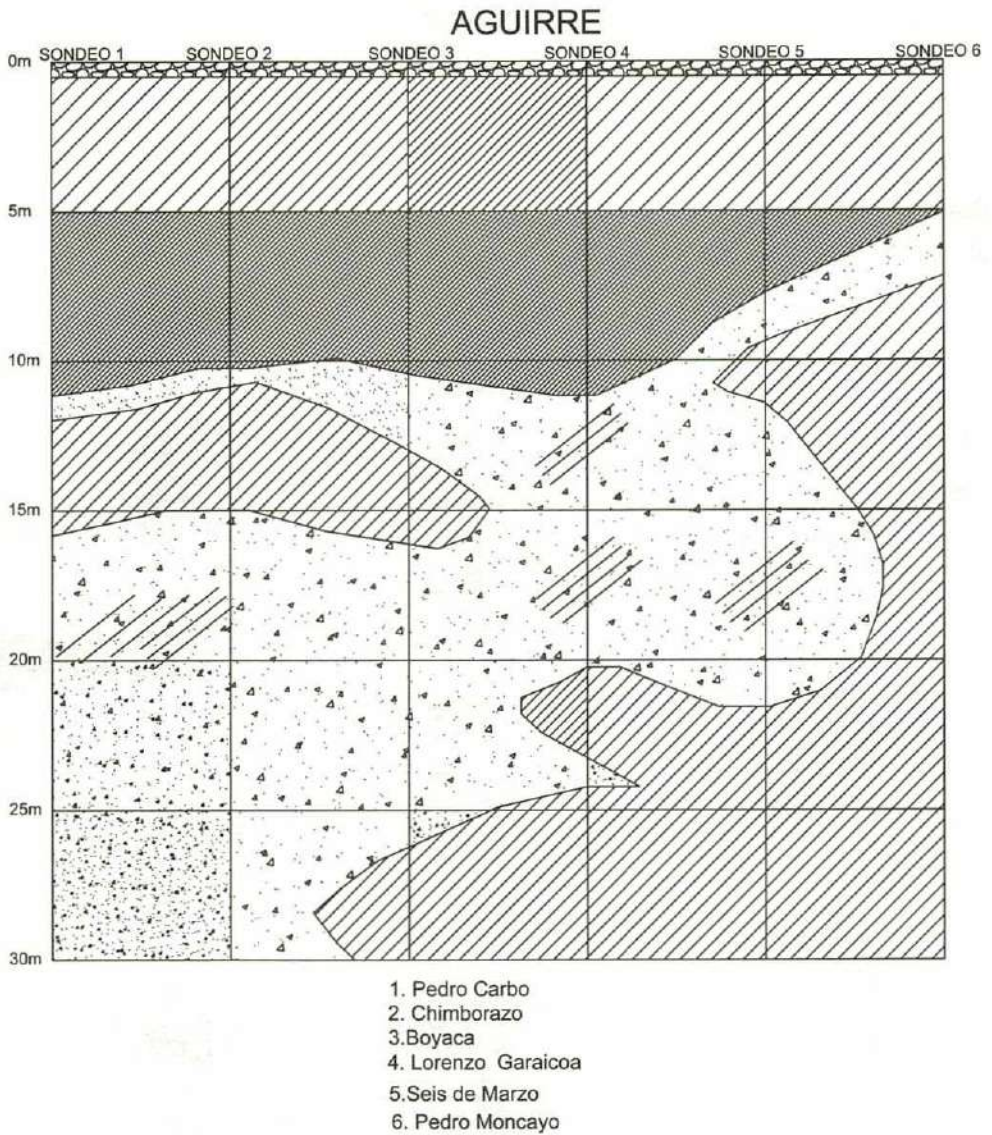 AGUIRRE
SONDEO 1 SONDEO 2 SONDEO 3 SONDEO 4 SONDEO 5 SONDEO 6
0m
5m
10m
15m
20m
25m
30m
1. Pedro Carbo
2. Chimborazo
3.Boyaca
4. Lorenzo Garaicoa
5.Seis de Marzo
6. Pedro Moncayo